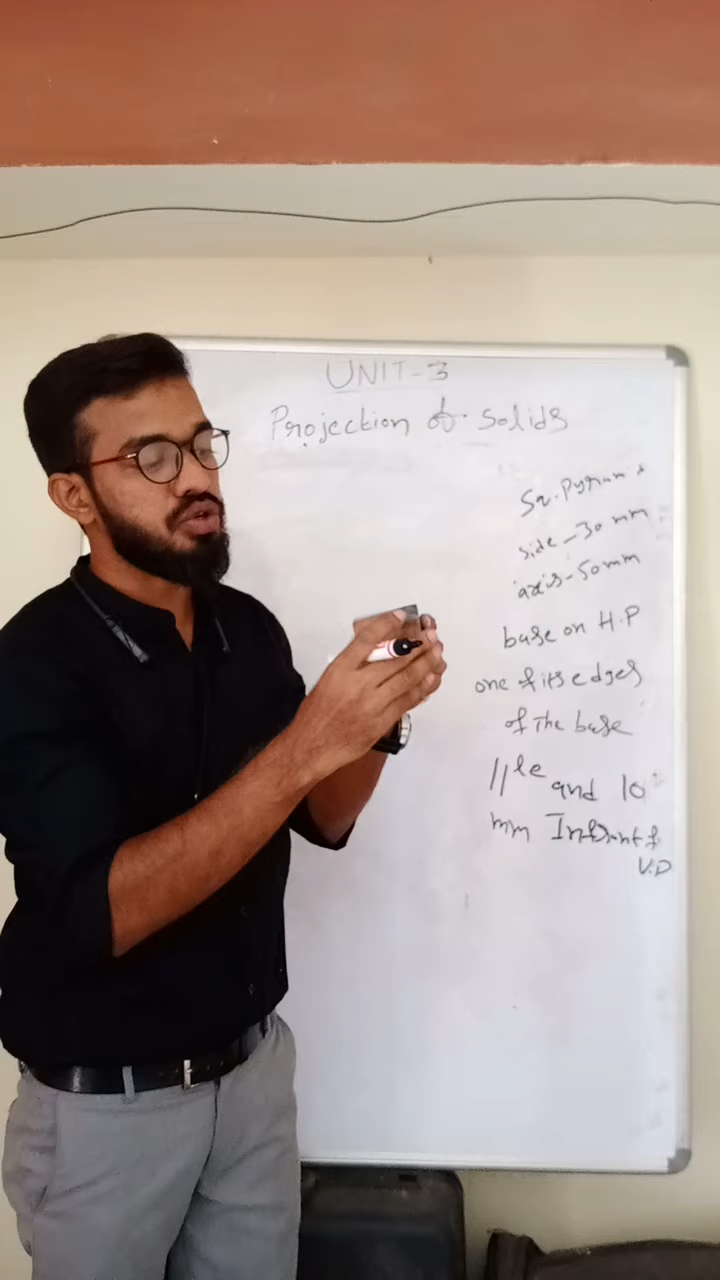 UNIT-3
Projection of solids
Sq. Pyram
side - 30 mm
axis - 50mm
base on H.P
one of its edges
of the base
//le and 10
mm Infront of
V.P